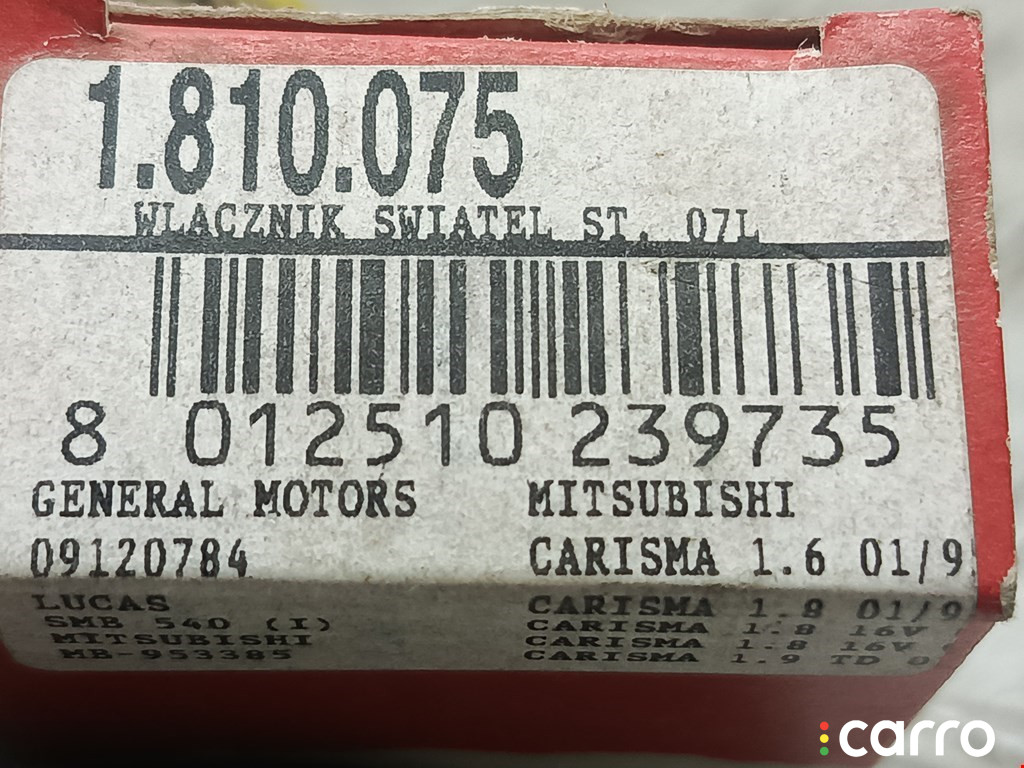 1.810.075
WLACZNIK SWIATEL ST. 07L
8 012510 239735
GENERAL MOTORS
09120784
LUCAS
SMB 540 (I)
MITSUBISHI
MB-953385
MITSUBISHI
CARISMA 1.6 01/9
CARISMA 1.8 01/9
CARISMA 1.8 16V
CARISMA 1.8 16V
CARISMA 1.9 TD 0
carro